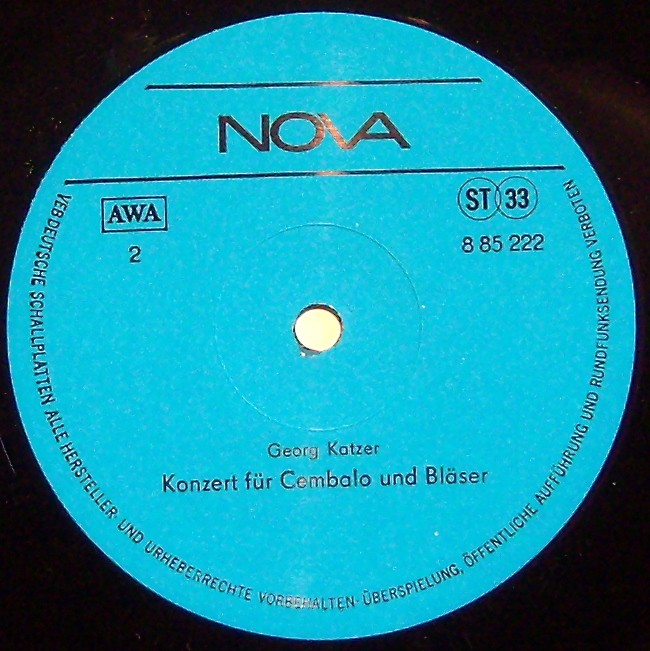 NOVA
AWA
ST 33
2
8 85 222
Georg Katzer
Konzert für Cembalo und Bläser
VEB DEUTSCHE SCHALLPLATTEN ALLE HERSTELLER- UND URHEBERRECHTE VORBEHALTEN·ÜBERSPIELUNG, ÖFFENTLICHE AUFFÜHRUNG UND RUNDFUNKSENDUNG VERBOTEN